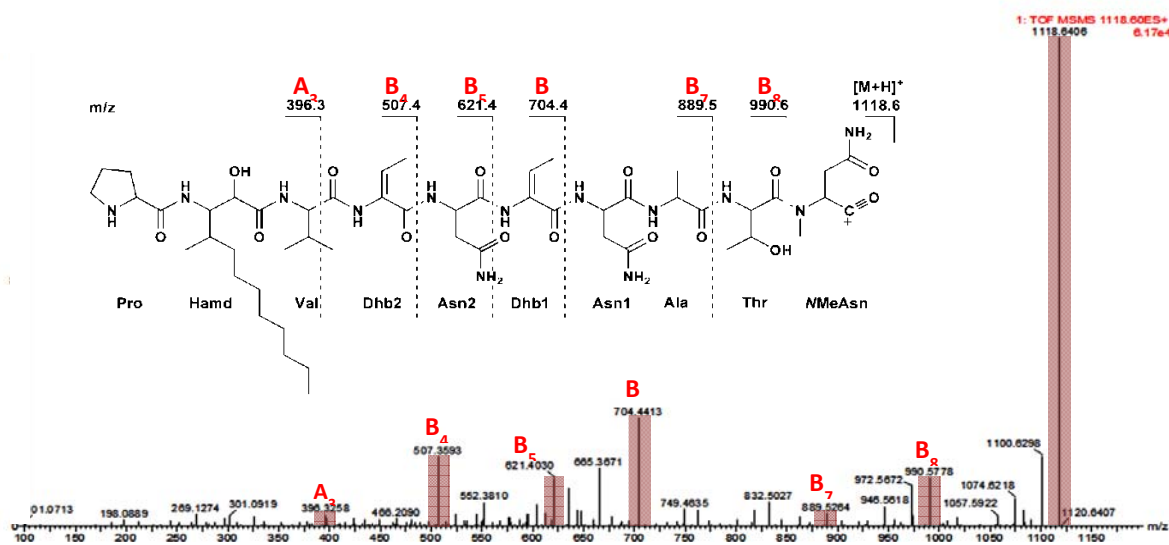 1: TOF MSMS 1118.60ES+
6.17e4
1118.6406
A3 B4 B5 B B7 B8 [M+H]+
m/z 396.3 507.4 621.4 704.4 889.5 990.6 1118.6
NH2
O OH O O O O O O O O
H N H N H N H N H N H N H N H N N C O
+
N H O O O O O O
NH2 NH2 OH
Pro Hamd Val Dhb2 Asn2 Dhb1 Asn1 Ala Thr NMeAsn
B
704.4413
B4
507.3593
B5
621.4030
665.3671
B8
990.5778
1100.6298
A3
396.3258
B7
889.5264
01.0713
198.0889
269.1274
301.0919
466.2090
552.3810
749.4635
832.5027
946.5618
972.5672
1057.5922
1074.6218
1120.6407
100 150 200 250 300 350 400 450 500 550 600 650 700 750 800 850 900 950 1000 1050 1100 1150 m/z